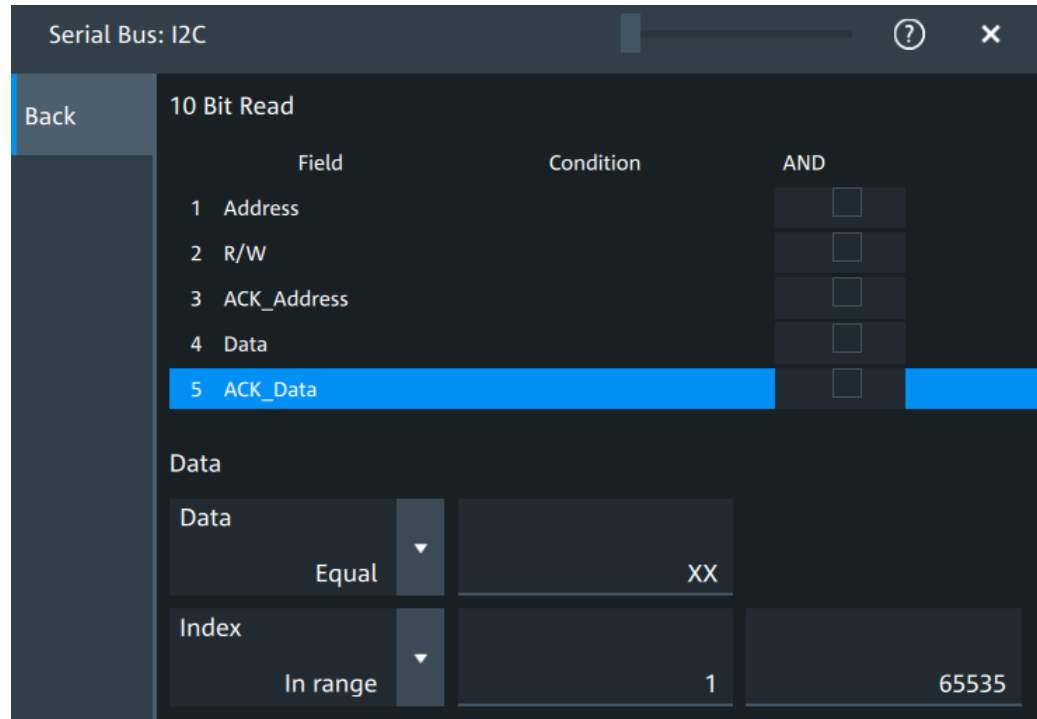 Serial Bus: I2C ? ×
Back
10 Bit Read
Field Condition AND
1 Address
2 R/W
3 ACK_Address
4 Data
5 ACK_Data
Data
Data
Equal XX
Index
In range 1 65535